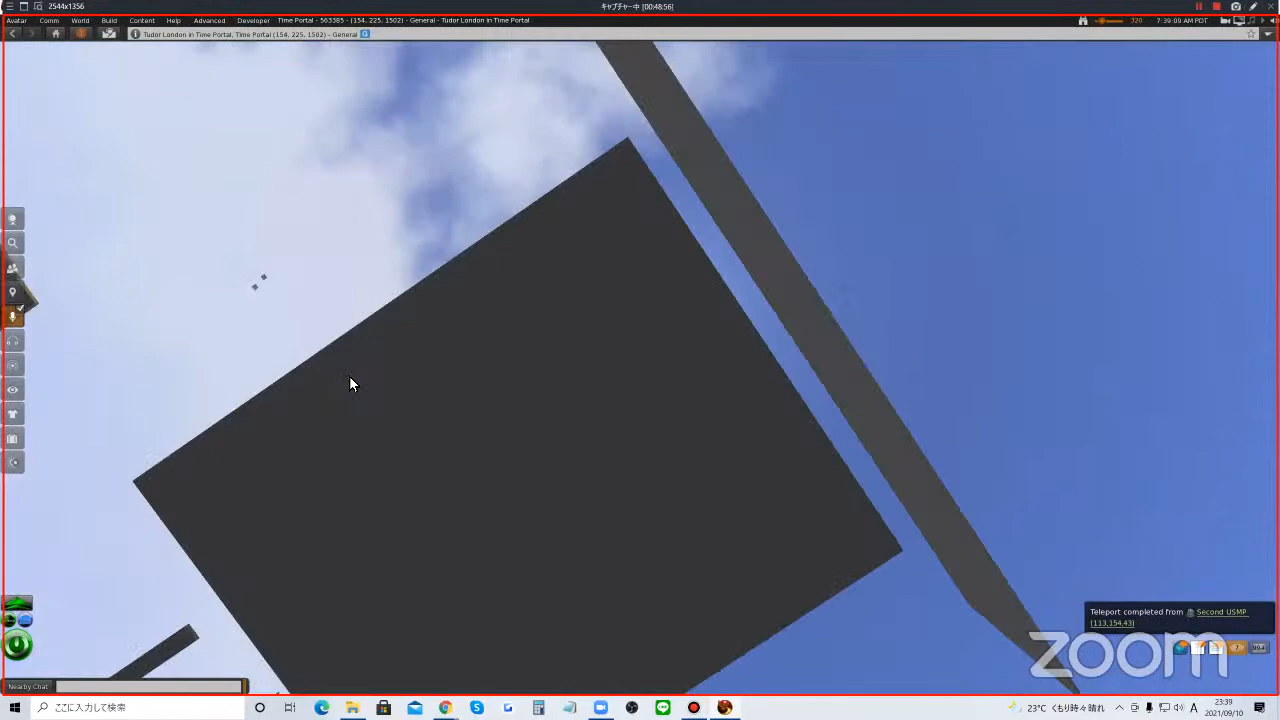 2544x1356
キャプチャー中 [00:48:56]
Avatar Comm World Build Content Help Advanced Developer Time Portal - 563385 - (154, 225, 1502) - General - Tudor London in Time Portal
320 7:39:09 AM PDT
Tudor London in Time Portal, Time Portal (154, 225, 1502) - General G
Teleport completed from Second USMP
(113,154,43)
zoom
Nearby Chat
ここに入力して検索
23°C くもり時々晴れ A 23:39
2021/09/10